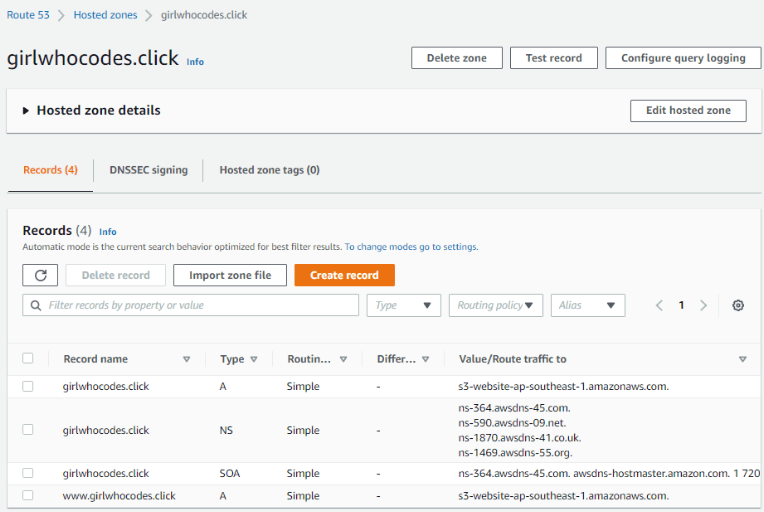 Route 53 > Hosted zones > girlwhocodes.click
girlwhocodes.click Info Delete zone Test record Configure query logging
Hosted zone details Edit hosted zone
Records (4) DNSSEC signing Hosted zone tags (0)
Records (4) Info
Automatic mode is the current search behavior optimized for best filter results. To change modes go to settings.
Delete record Import zone file Create record
Filter records by property or value Type Routing policy Alias 1
Record name Type Routin... Differ... Value/Route traffic to
girlwhocodes.click A Simple - s3-website-ap-southeast-1.amazonaws.com.
ns-364.awsdns-45.com.
girlwhocodes.click NS Simple - ns-590.awsdns-09.net.
ns-1870.awsdns-41.co.uk.
ns-1469.awsdns-55.org.
girlwhocodes.click SOA Simple - ns-364.awsdns-45.com. awsdns-hostmaster.amazon.com. 1 720
www.girlwhocodes.click A Simple - s3-website-ap-southeast-1.amazonaws.com.